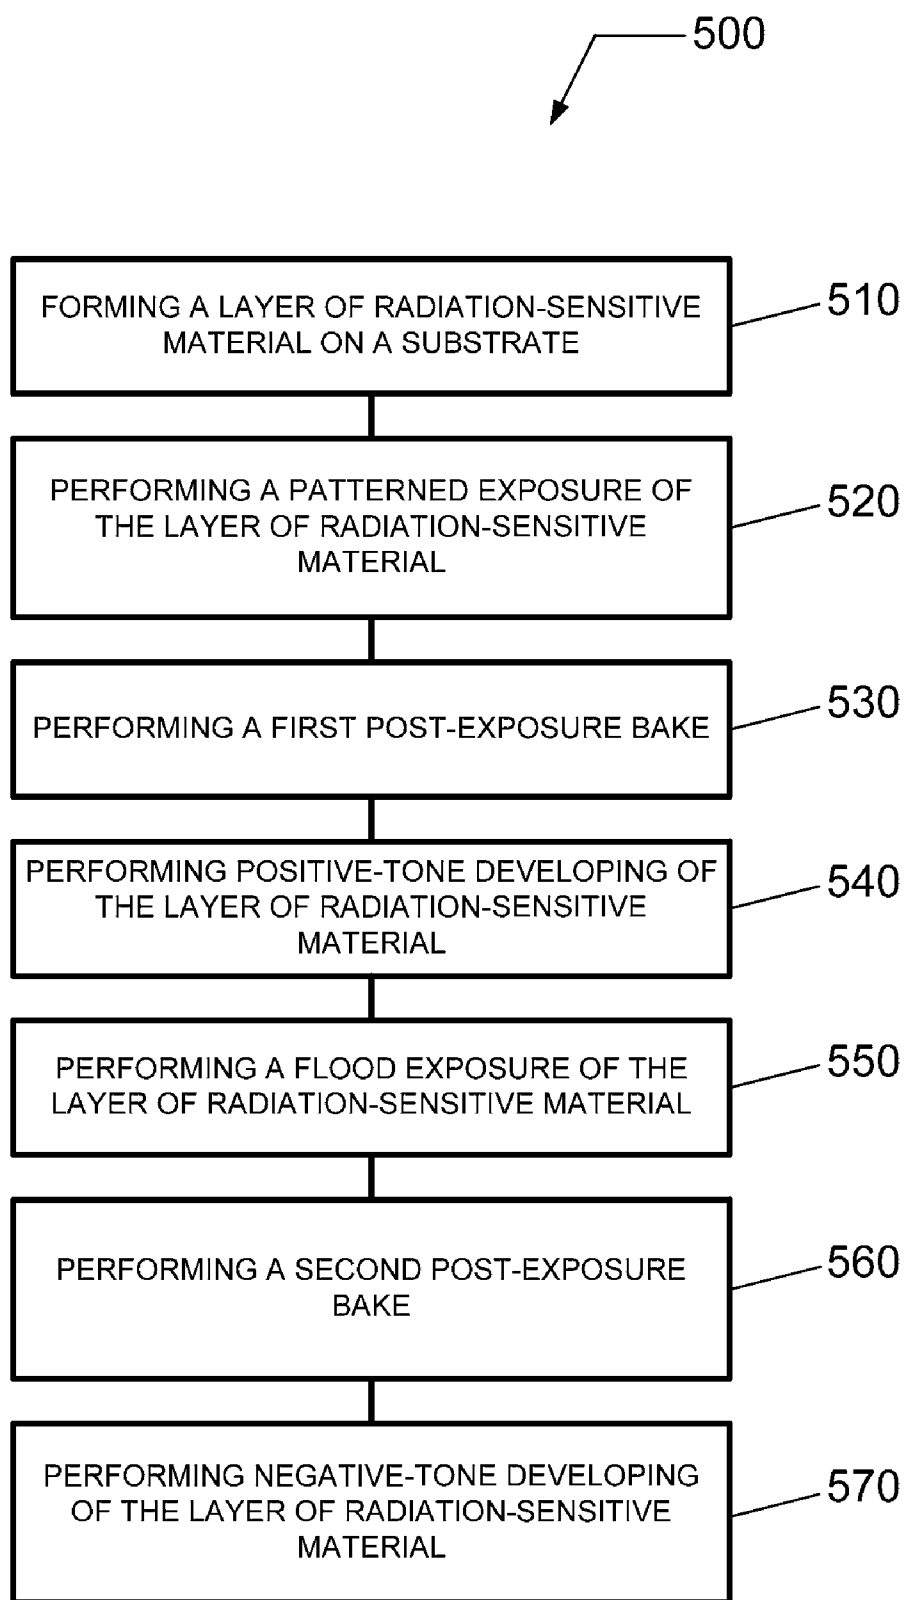 500
FORMING A LAYER OF RADIATION-SENSITIVE
MATERIAL ON A SUBSTRATE
510
PERFORMING A PATTERNED EXPOSURE OF
THE LAYER OF RADIATION-SENSITIVE
MATERIAL
520
PERFORMING A FIRST POST-EXPOSURE BAKE
530
PERFORMING POSITIVE-TONE DEVELOPING OF
THE LAYER OF RADIATION-SENSITIVE
MATERIAL
540
PERFORMING A FLOOD EXPOSURE OF THE
LAYER OF RADIATION-SENSITIVE MATERIAL
550
PERFORMING A SECOND POST-EXPOSURE
BAKE
560
PERFORMING NEGATIVE-TONE DEVELOPING
OF THE LAYER OF RADIATION-SENSITIVE
MATERIAL
570